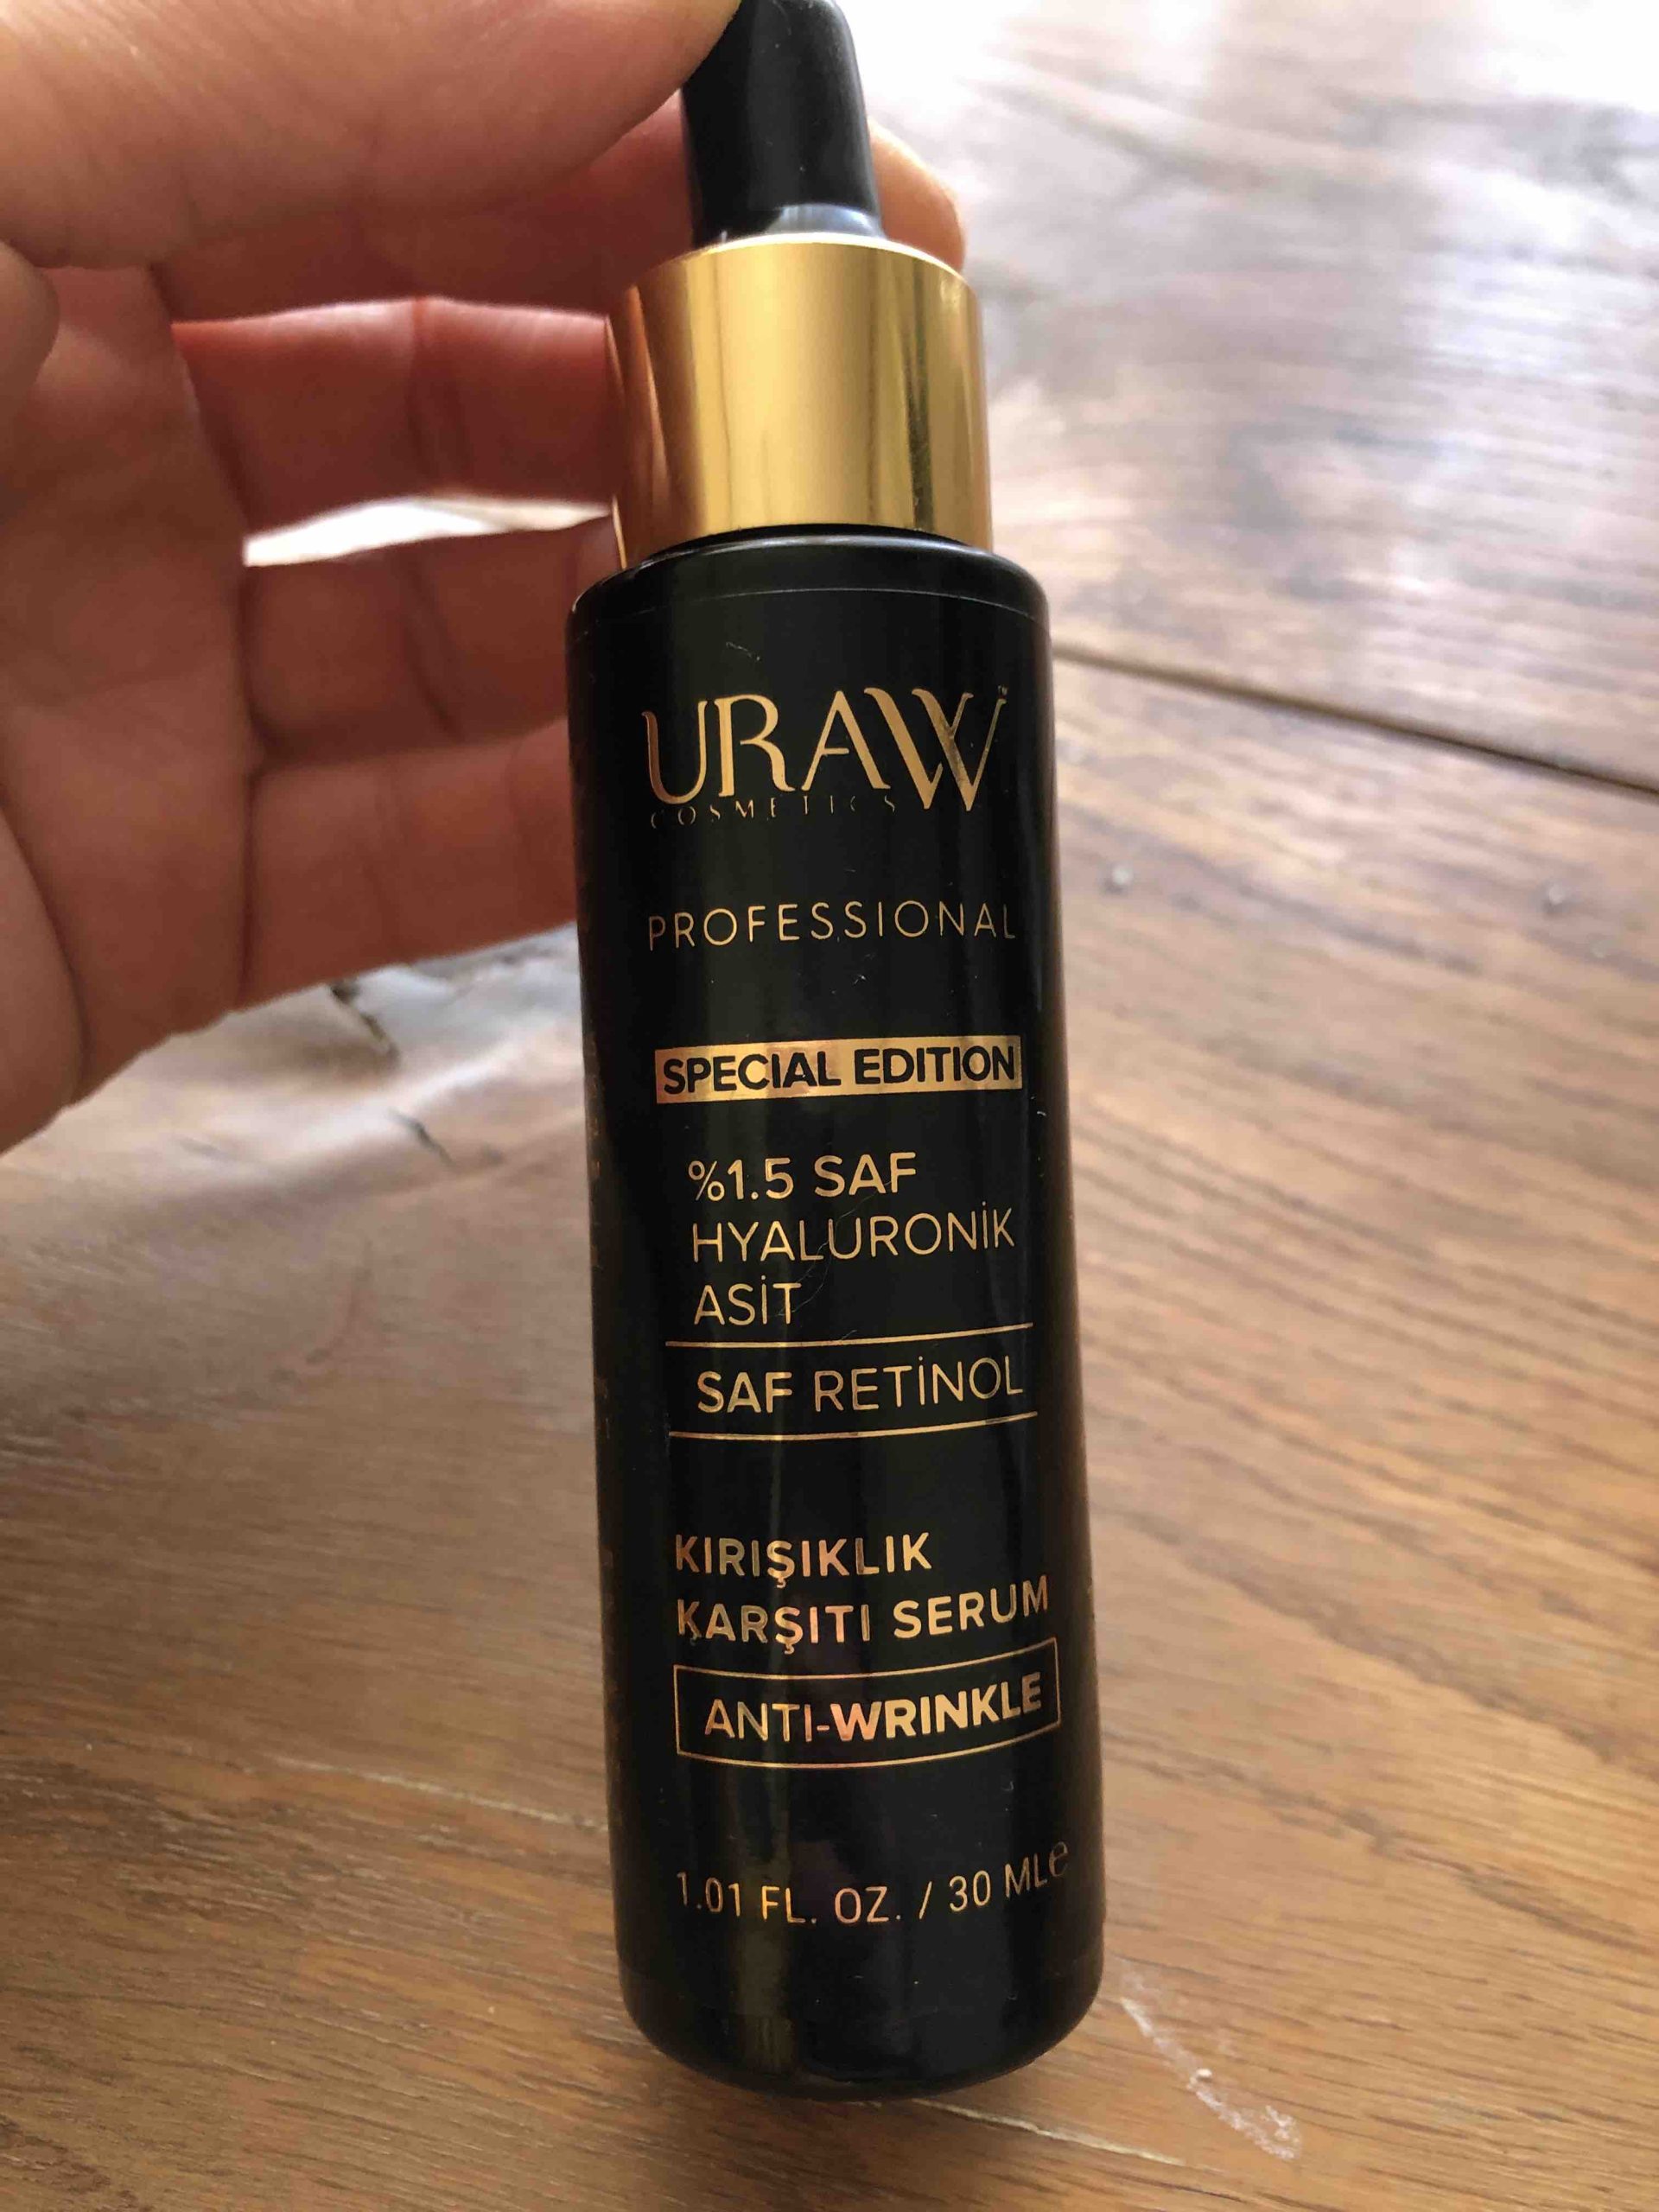 URAW™
COSMETICS
PROFESSIONAL
SPECIAL EDITION
%1.5 SAF
HYALURONİK
ASİT
SAF RETİNOL
KIRIŞIKLIK
KARŞITI SERUM
ANTI-WRINKLE
1.01 FL. OZ. / 30 ML℮